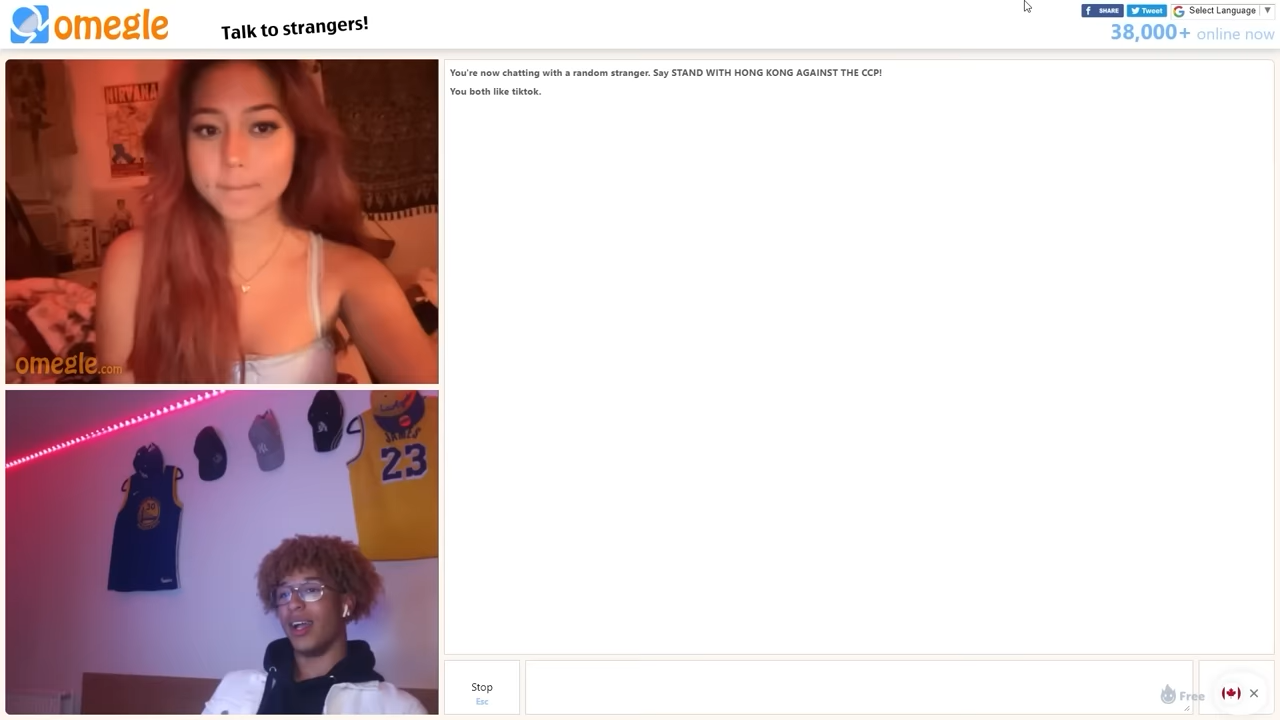 omegle
Talk to strangers!
f SHARE
Tweet
G Select Language ▼
38,000+ online now
NIRVANA
omegle.com
You're now chatting with a random stranger. Say STAND WITH HONG KONG AGAINST THE CCP!
You both like tiktok.
JAMES
23
30
Stop
Esc
Free